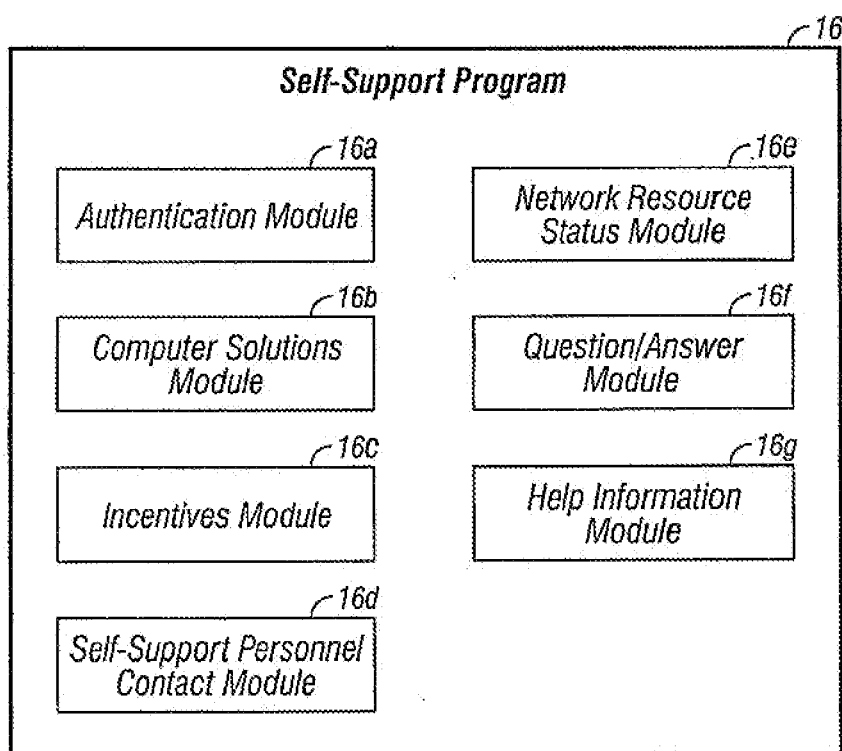 16
Self-Support Program
16a
Authentication Module
16b
Computer Solutions
Module
16c
Incentives Module
16d
Self-Support Personnel
Contact Module
16e
Network Resource
Status Module
16f
Question/Answer
Module
16g
Help Information
Module